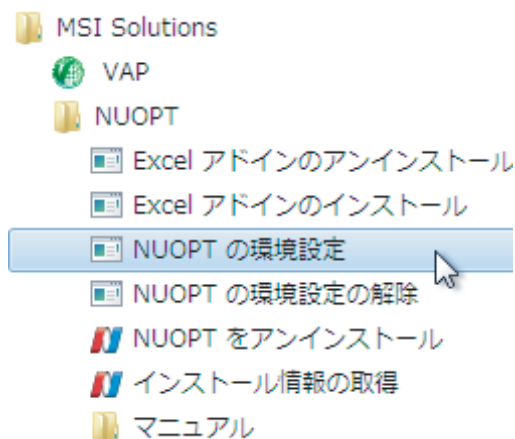 MSI Solutions
VAP
NUOPT
Excel アドインのアンインストール
Excel アドインのインストール
NUOPT の環境設定
NUOPT の環境設定の解除
NUOPT をアンインストール
インストール情報の取得
マニュアル